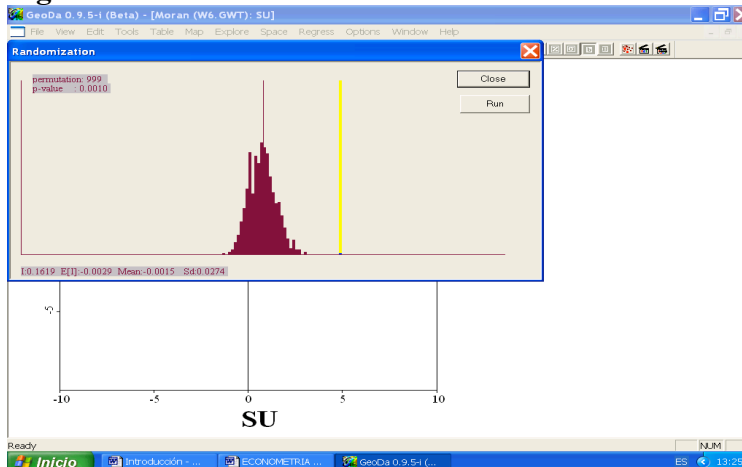 GeoDa 0.9.5-i (Beta) - [Moran (W6.GWT): SU]
File View Edit Tools Table Map Explore Space Regress Options Window Help
Randomization
permutation: 999
p-value : 0.0010
Close
Run
I:0.1619 E[I]:-0.0029 Mean:-0.0015 Sd:0.0274
-5
-10 -5 0 5 10
SU
Ready
NUM
Inicio
Introducción - ...
ECONOMETRIA ...
GeoDa 0.9.5-i (...
ES
13:25